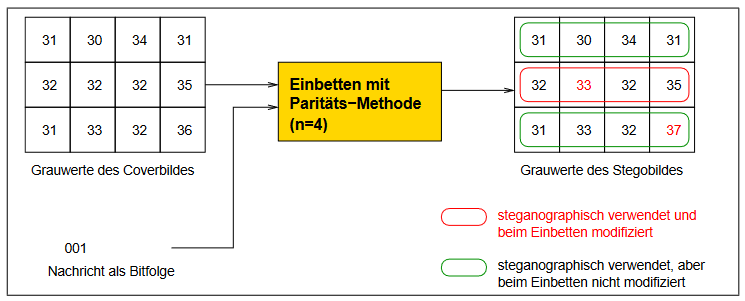 31 30 34 31
32 32 32 35
31 33 32 36
Grauwerte des Coverbildes
001
Nachricht als Bitfolge
Einbetten mit
Paritäts−Methode
(n=4)
31 30 34 31
32 33 32 35
31 33 32 37
Grauwerte des Stegobildes
steganographisch verwendet und
beim Einbetten modifiziert
steganographisch verwendet, aber
beim Einbetten nicht modifiziert